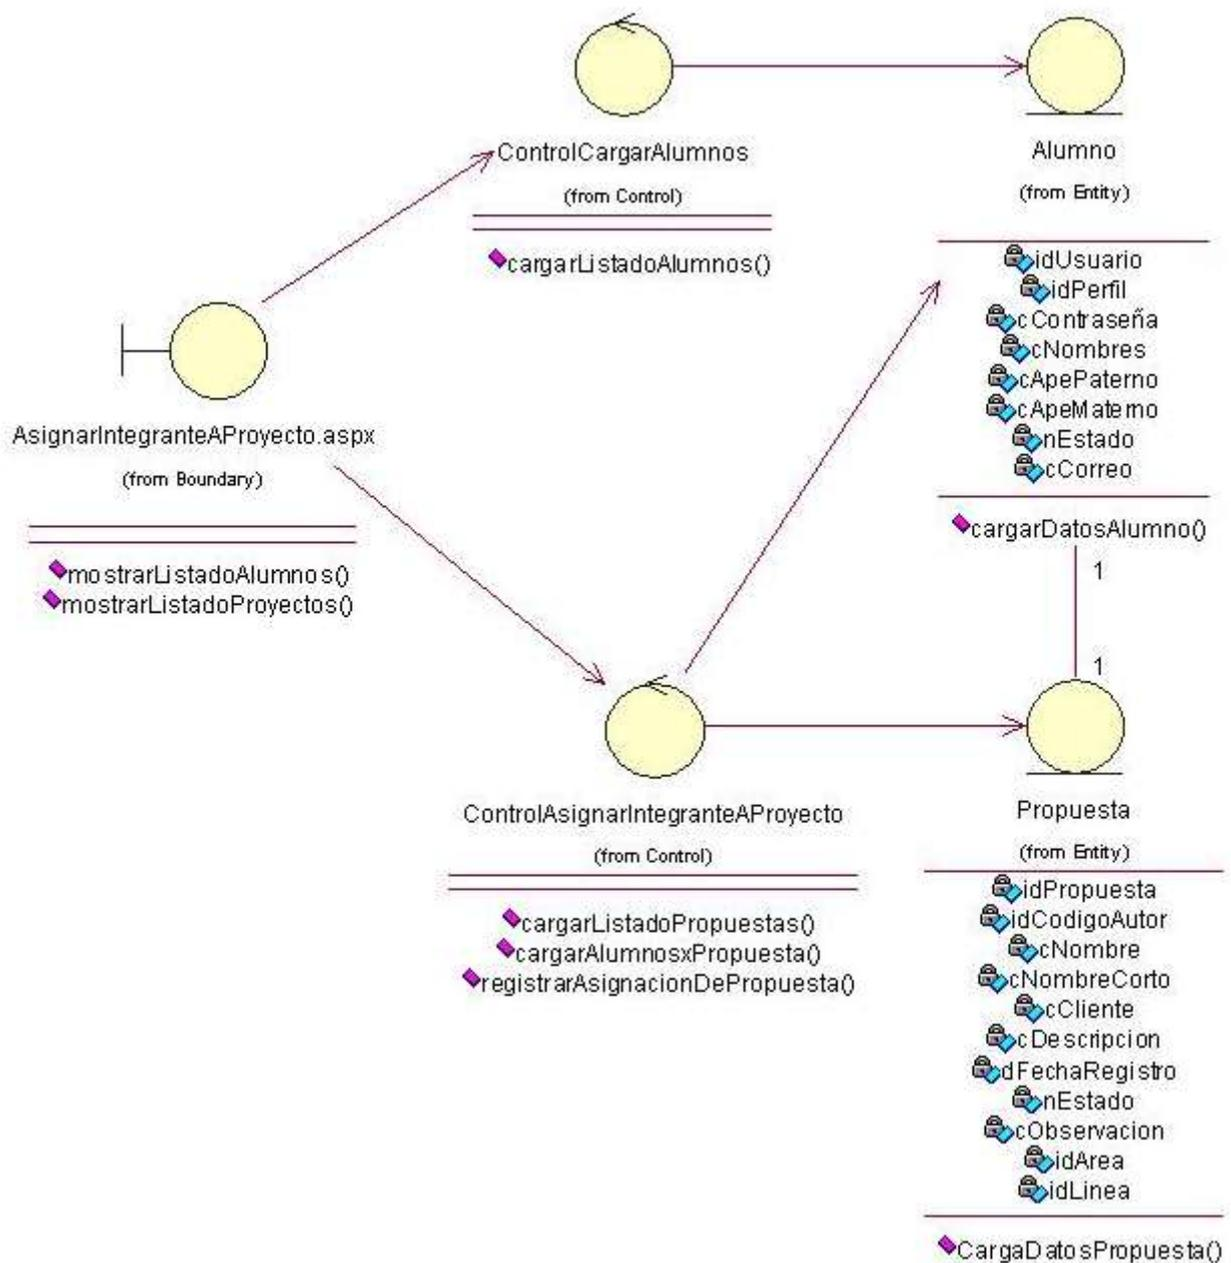 ControlCargarAlumnos
(from Control)
cargarListadoAlumnos()
Alumno
(from Entity)
idUsuario
idPerfil
cContraseña
cNombres
cApePaterno
cApeMaterno
nEstado
cCorreo
cargarDatosAlumno()
1
1
AsignarIntegranteAProyecto.aspx
(from Boundary)
mostrarListadoAlumnos()
mostrarListadoProyectos()
ControlAsignarIntegranteAProyecto
(from Control)
cargarListadoPropuestas()
cargarAlumnosxPropuesta()
registrarAsignacionDePropuesta()
Propuesta
(from Entity)
idPropuesta
idCodigoAutor
cNombre
cNombreCorto
cCliente
cDescripcion
dFechaRegistro
nEstado
cObservacion
idArea
idLinea
CargaDatosPropuesta()